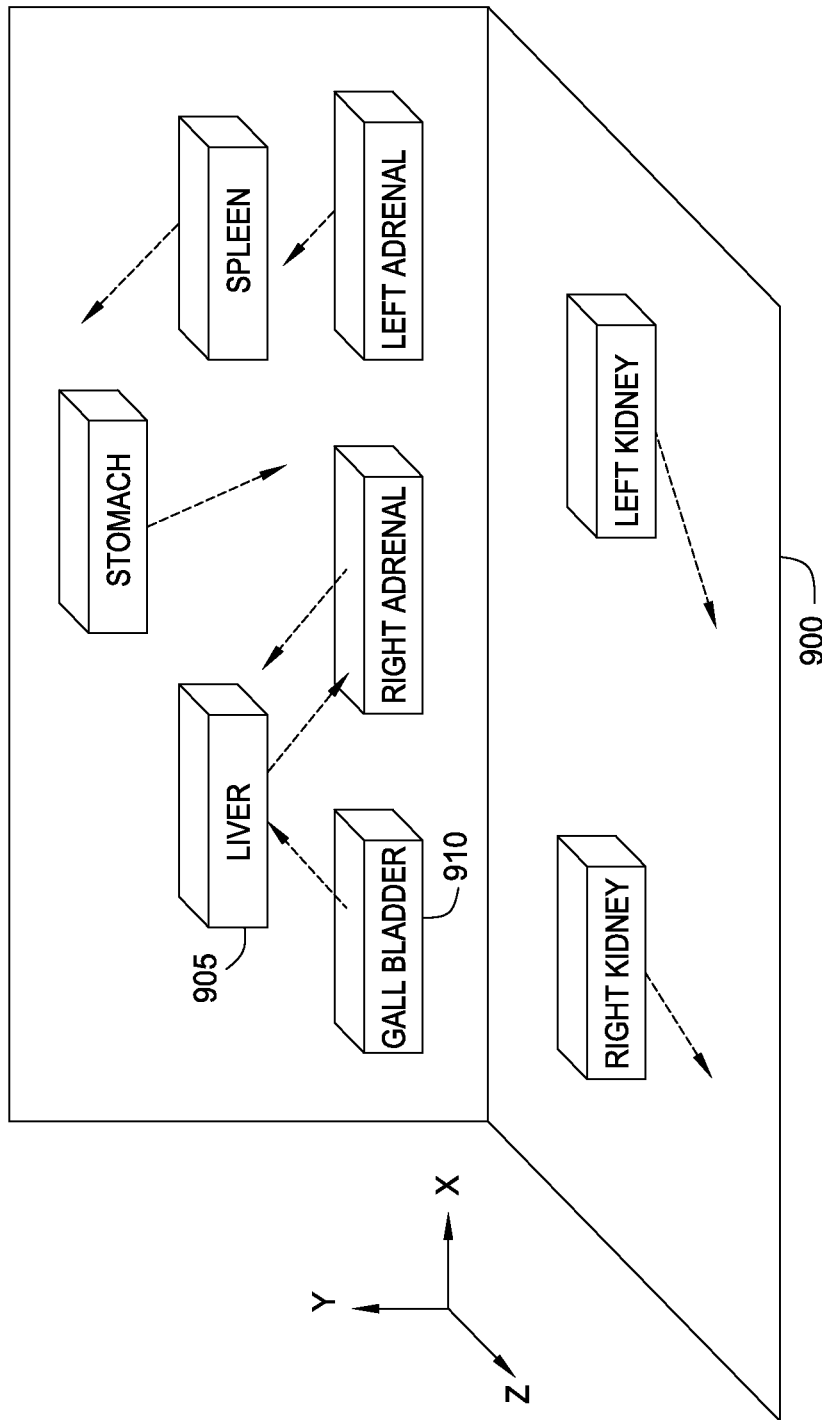 STOMACH
SPLEEN
LIVER
905
LEFT ADRENAL
RIGHT ADRENAL
GALL BLADDER
910
Y
X
Z
LEFT KIDNEY
RIGHT KIDNEY
900